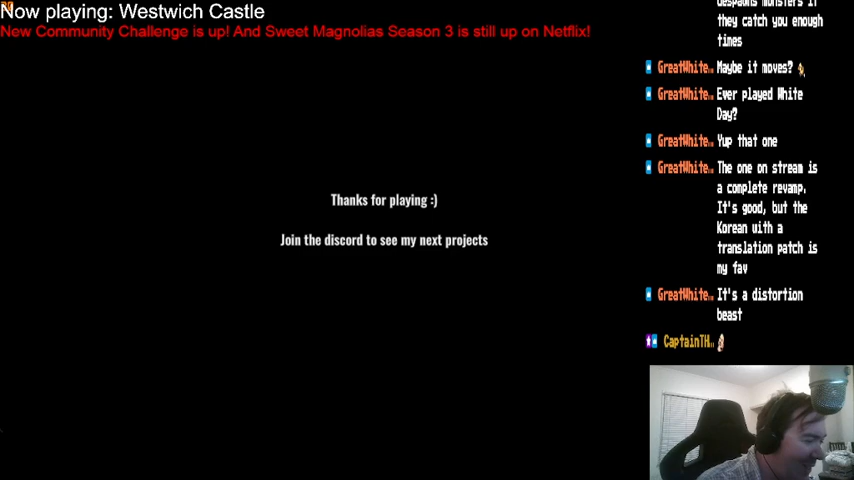 Now playing: Westwich Castle
New Community Challenge is up! And Sweet Magnolias Season 3 is still up on Netflix!
Thanks for playing :)
Join the discord to see my next projects
despawns monsters if
they catch you enough
times
GreatWhite… Maybe it moves?
GreatWhite… Ever played White
Day?
GreatWhite… Yup that one
GreatWhite… The one on stream is
a complete revamp.
It's good, but the
Korean with a
translation patch is
my fav
GreatWhite… It's a distortion
beast
CaptainTH…